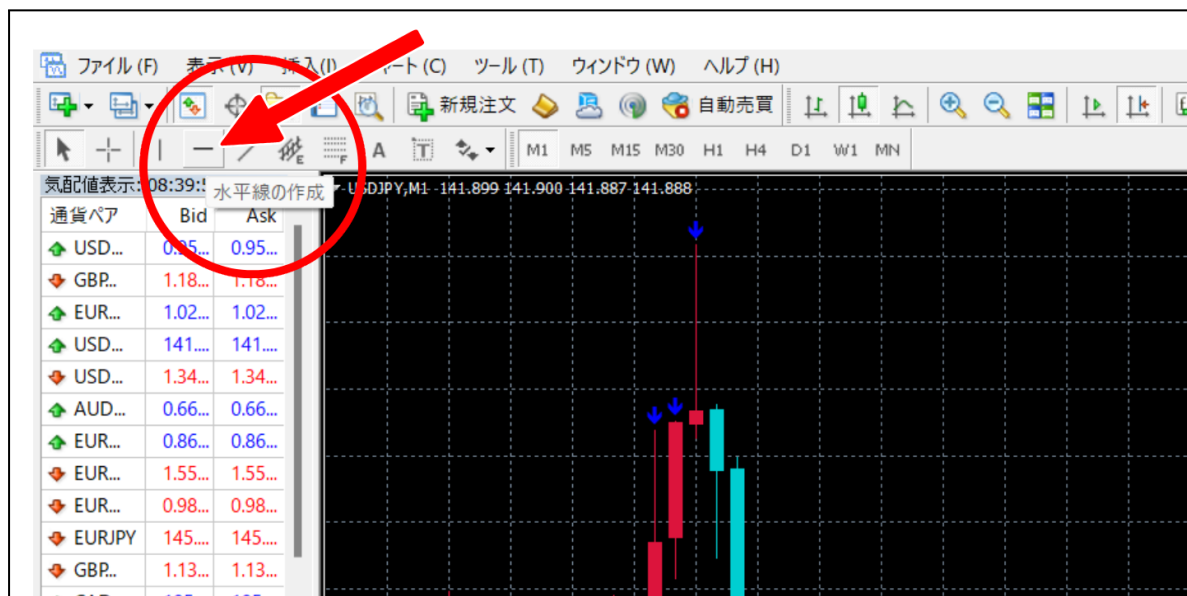 ファイル (F) 表示 (V) 挿入(I) ート (C) ツール (T) ウィンドウ (W) ヘルプ (H)
新規注文 自動売買
E F A T M1 M5 M15 M30 H1 H4 D1 W1 MN
気配値表示: 08:39:5
水平線の作成
USDJPY,M1 141.899 141.900 141.887 141.888
通貨ペア Bid Ask
USD... 0.95... 0.95...
GBP... 1.18... 1.18...
EUR... 1.02... 1.02...
USD... 141.... 141....
USD... 1.34... 1.34...
AUD... 0.66... 0.66...
EUR... 0.86... 0.86...
EUR... 1.55... 1.55...
EUR... 0.98... 0.98...
EURJPY 145.... 145....
GBP... 1.13... 1.13...